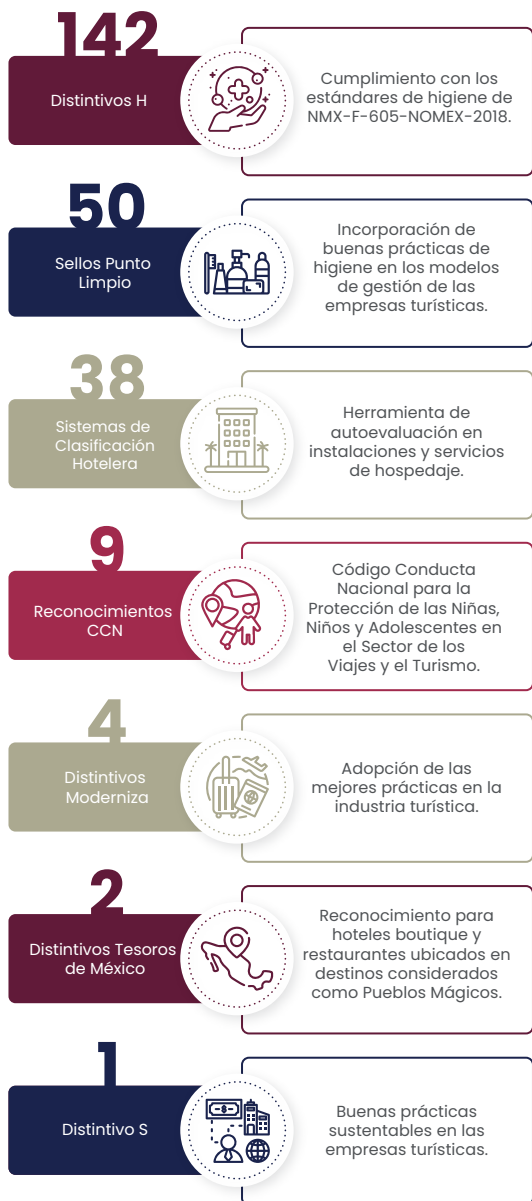 142
Distintivos H
Cumplimiento con los
estándares de higiene de
NMX-F-605-NOMEX-2018.
50
Sellos Punto
Limpio
Incorporación de
buenas prácticas de
higiene en los modelos
de gestión de las
empresas turísticas.
38
Sistemas de
Clasificación
Hotelera
Herramienta de
autoevaluación en
instalaciones y servicios
de hospedaje.
9
Reconocimientos
CCN
Código Conducta
Nacional para la
Protección de las Niñas,
Niños y Adolescentes en
el Sector de los
Viajes y el Turismo.
4
Distintivos
Moderniza
Adopción de las
mejores prácticas en la
industria turística.
2
Distintivos Tesoros
de México
Reconocimiento para
hoteles boutique y
restaurantes ubicados en
destinos considerados
como Pueblos Mágicos.
1
Distintivo S
Buenas prácticas
sustentables en las
empresas turísticas.